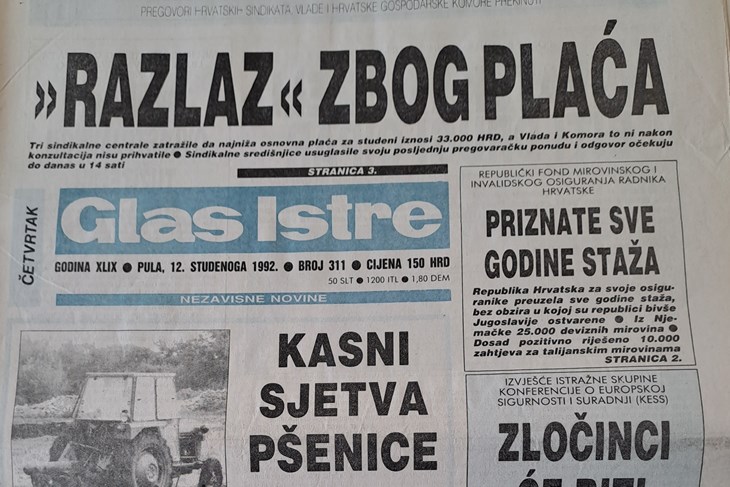 PREGOVORI HRVATSKIH SINDIKATA, VLADE I HRVATSKE GOSPODARSKE KOMORE PREKINUTI
»RAZLAZ« ZBOG PLAĆA
Tri sindikalne centrale zatražile da najniža osnovna plaća za studeni iznosi 33.000 HRD, a Vlada i Komora to ni nakon
konzultacija nisu prihvatile ● Sindikalne središnjice usuglasile svoju posljednju pregovaračku ponudu i odgovor očekuju
do danas u 14 sati
STRANICA 3.
ČETVRTAK
Glas Istre
GODINA XLIX ● PULA, 12. STUDENOGA 1992. ● BROJ 311 ● CIJENA 150 HRD
50 SLT ● 1200 ITL ● 1,80 DEM
NEZAVISNE NOVINE
REPUBLIČKI FOND MIROVINSKOG I
INVALIDSKOG OSIGURANJA RADNIKA
HRVATSKE
PRIZNATE SVE
GODINE STAŽA
Republika Hrvatska za svoje osigu-
ranike preuzela sve godine staža,
bez obzira u kojoj su republici bivše
Jugoslavije ostvarene ● Iz Nje-
mačke 25.000 deviznih mirovina ●
Dosad pozitivno riješeno 10.000
zahtjeva za talijanskim mirovinama
STRANICA 2.
KASNI
SJETVA
PŠENICE
IZVJEŠĆE ISTRAŽNE SKUPINE
KONFERENCIJE O EUROPSKOJ
SIGURNOSTI I SURADNJI (KESS)
ZLOČINCI
ĆE BITI